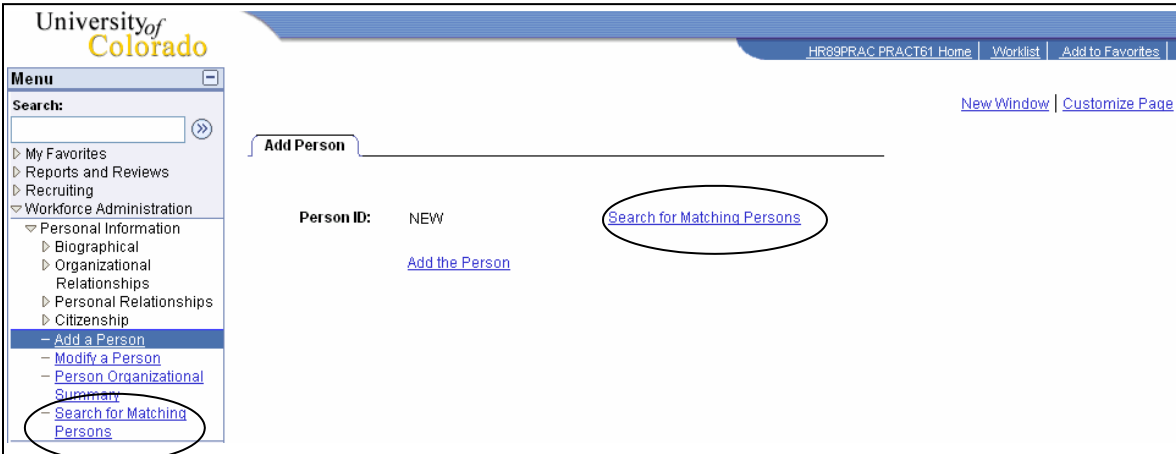 University of
Colorado
HR89PRAC PRACT61 Home | Worklist | Add to Favorites |
Menu
Search:
New Window | Customize Page
My Favorites
Reports and Reviews
Recruiting
Workforce Administration
Personal Information
Biographical
Organizational
Relationships
Personal Relationships
Citizenship
– Add a Person
– Modify a Person
– Person Organizational
Summary
– Search for Matching
Persons
Add Person
Person ID: NEW Search for Matching Persons
Add the Person